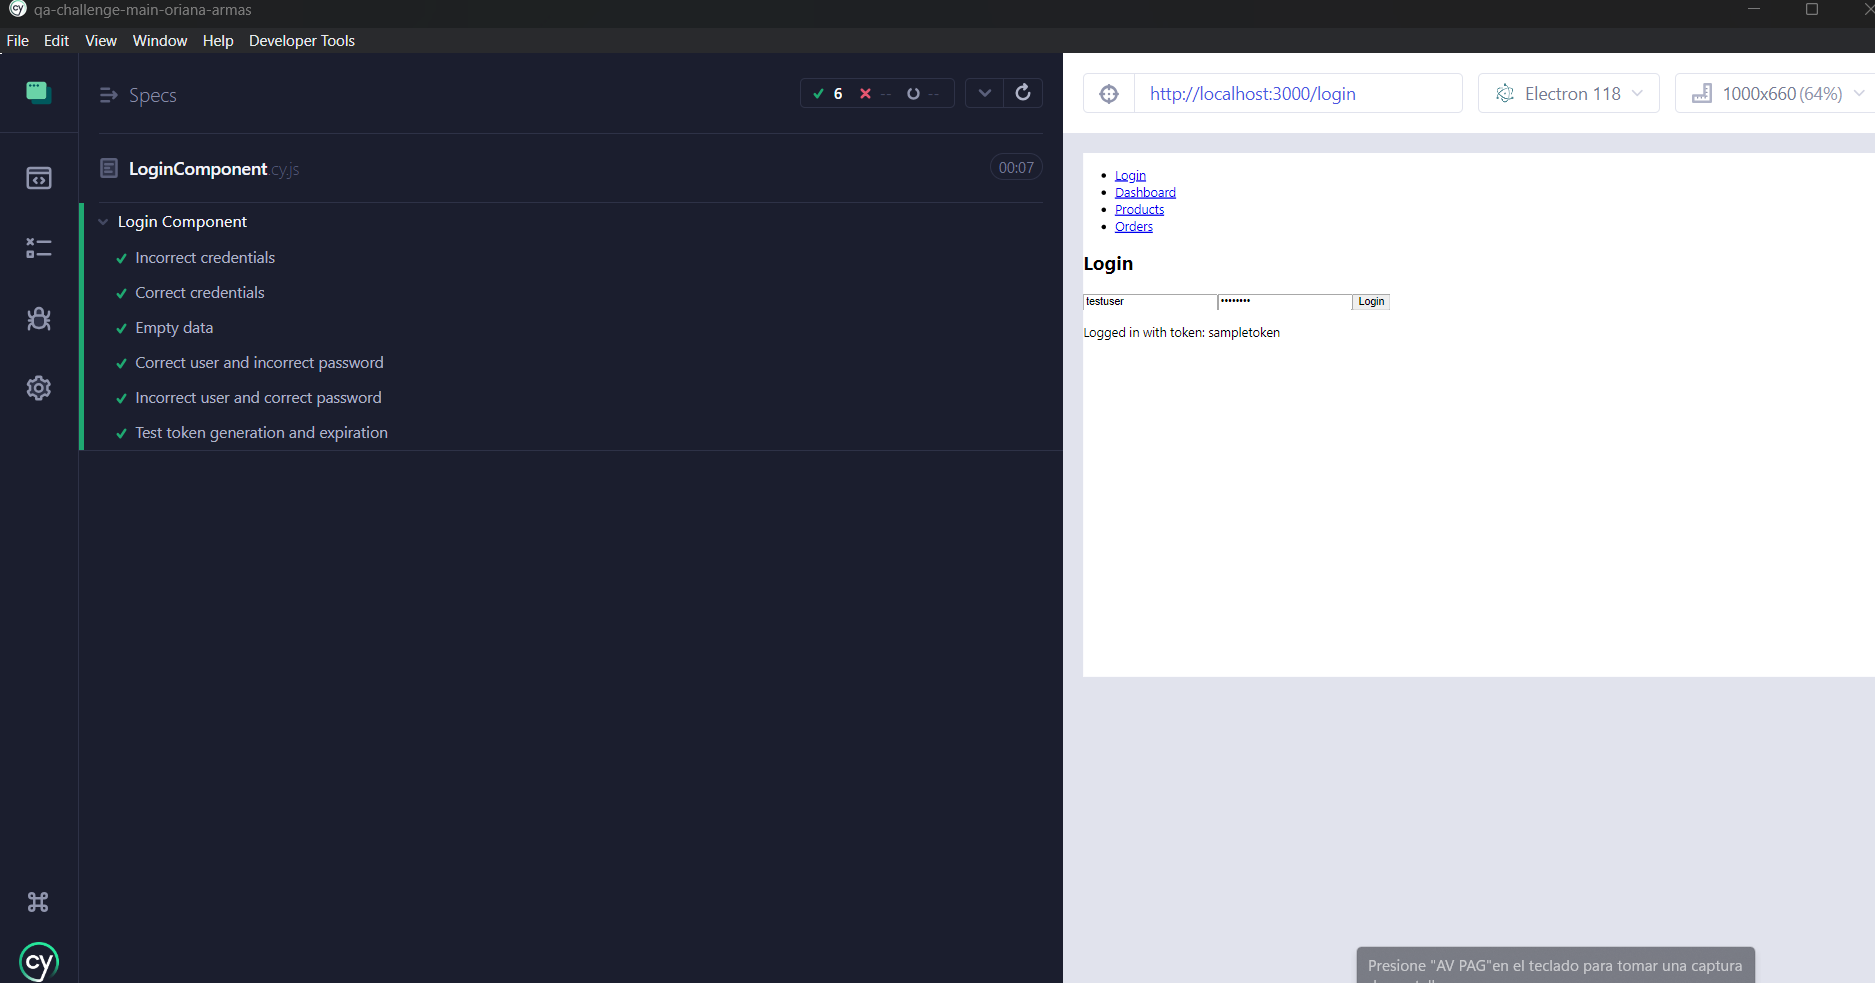 qa-challenge-main-oriana-armas
File Edit View Window Help Developer Tools
Specs
6 -- --
LoginComponent.cy.js
00:07
Login Component
Incorrect credentials
Correct credentials
Empty data
Correct user and incorrect password
Incorrect user and correct password
Test token generation and expiration
cy
http://localhost:3000/login
Electron 118
1000x660 (64%)
Login
Dashboard
Products
Orders
Login
testuser
•••••••• Login
Logged in with token: sampletoken
Presione "AV PAG"en el teclado para tomar una captura